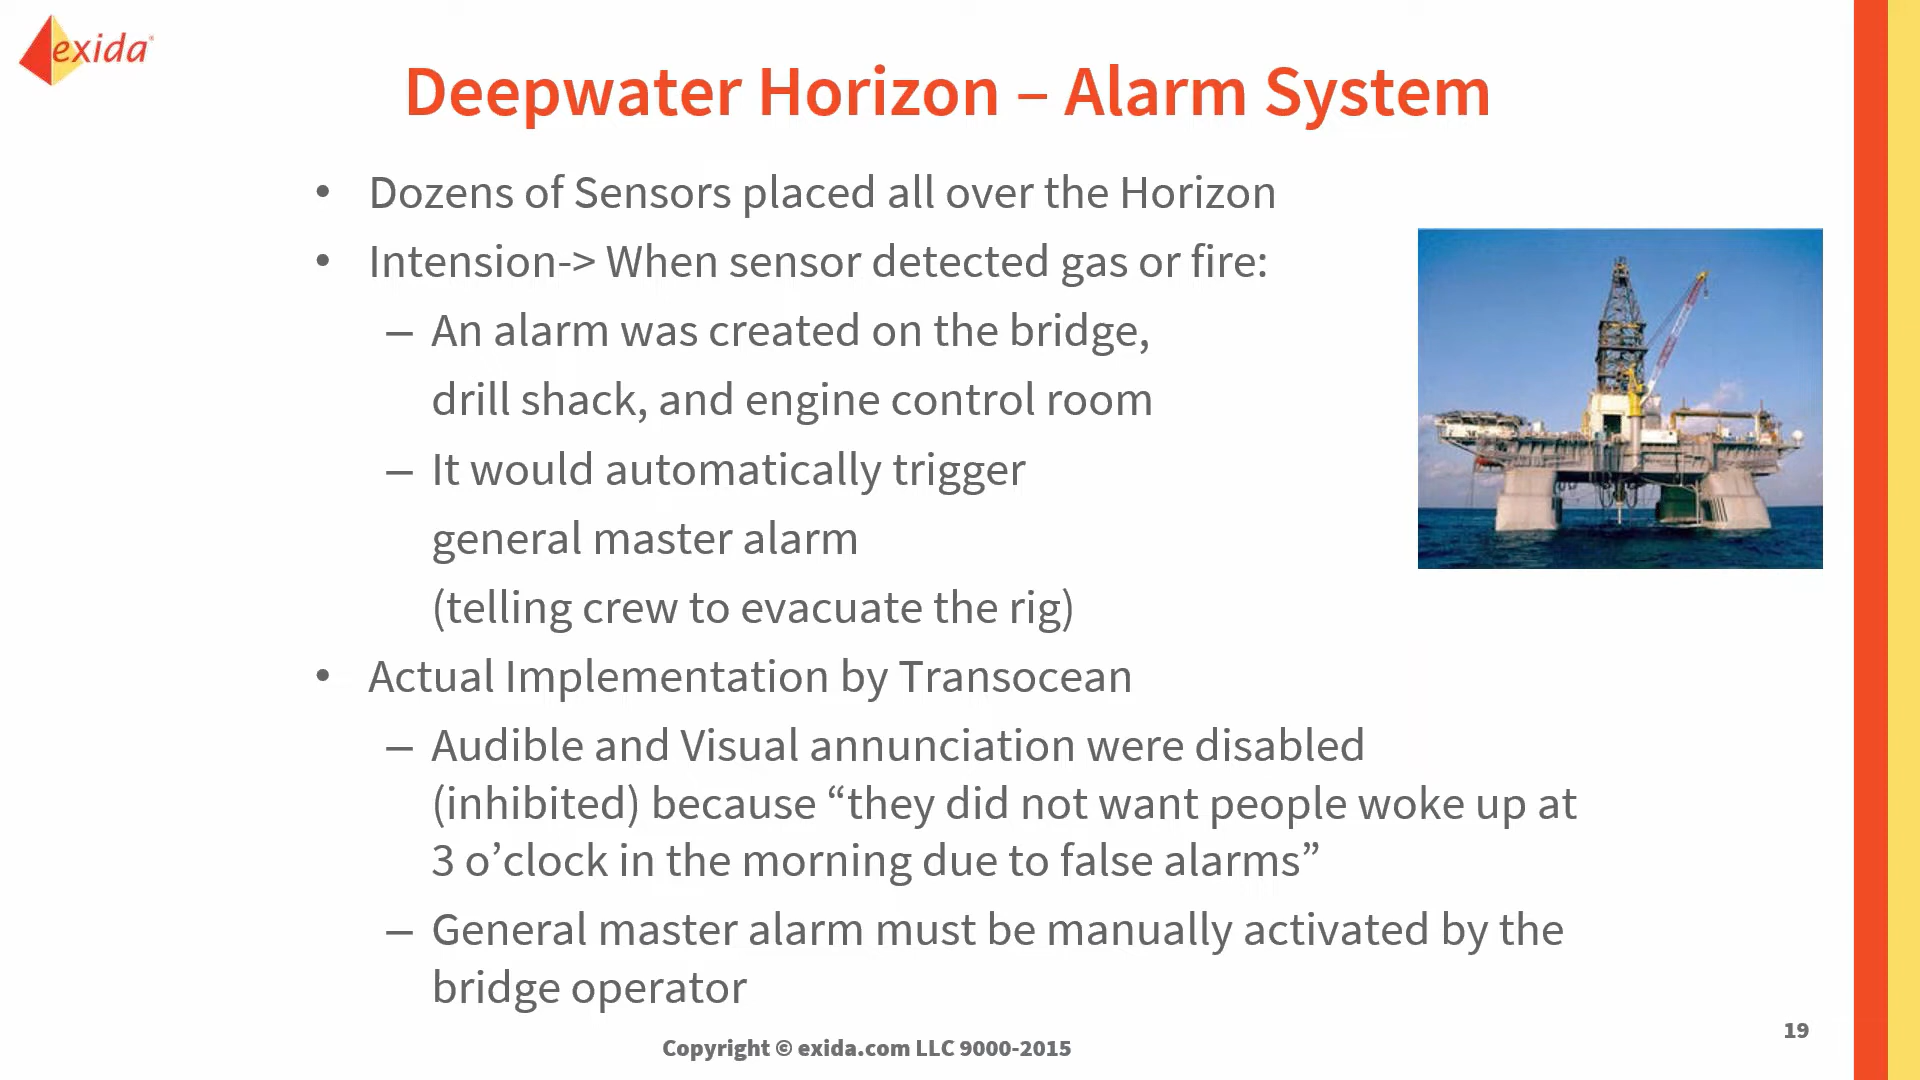 exida
Deepwater Horizon – Alarm System
• Dozens of Sensors placed all over the Horizon
• Intension-> When sensor detected gas or fire:
– An alarm was created on the bridge,
drill shack, and engine control room
– It would automatically trigger
general master alarm
(telling crew to evacuate the rig)
• Actual Implementation by Transocean
– Audible and Visual annunciation were disabled
(inhibited) because “they did not want people woke up at
3 o’clock in the morning due to false alarms”
– General master alarm must be manually activated by the
bridge operator
19
Copyright © exida.com LLC 9000-2015